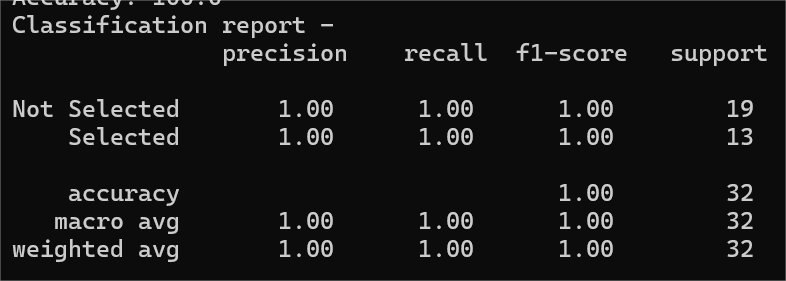 Accuracy: 100.0
Classification report -
precision recall f1-score support
Not Selected 1.00 1.00 1.00 19
Selected 1.00 1.00 1.00 13
accuracy 1.00 32
macro avg 1.00 1.00 1.00 32
weighted avg 1.00 1.00 1.00 32